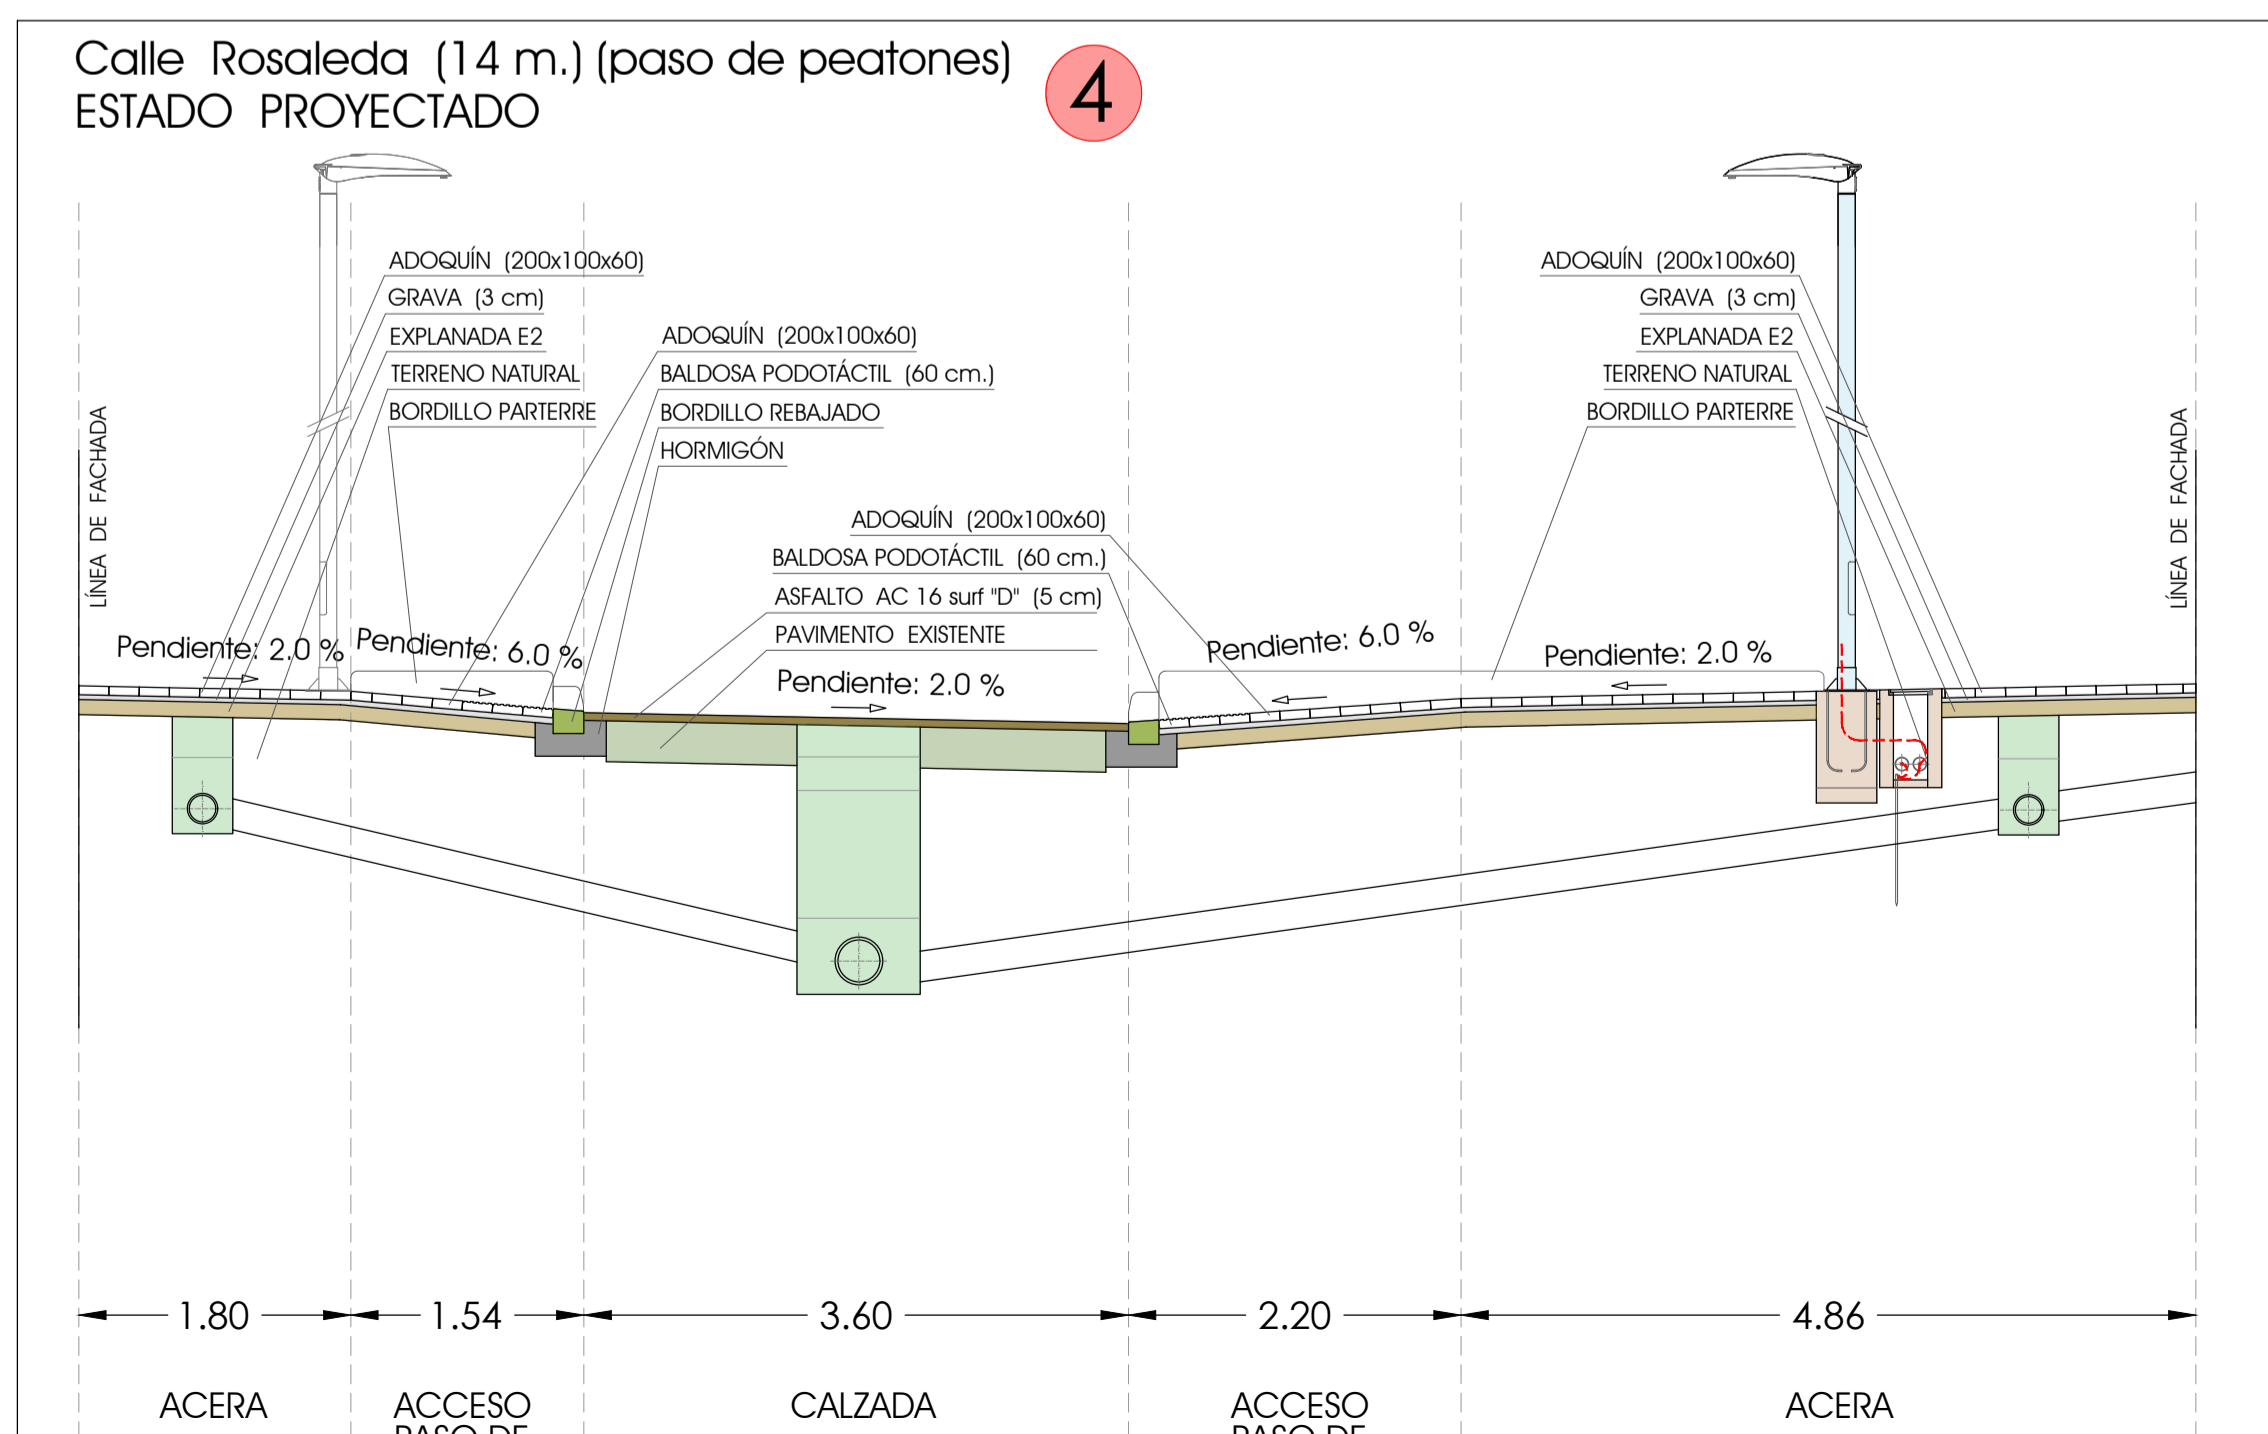 Calle Rosaleda (14 m.) (paso de peatones)
ESTADO PROYECTADO
4
ADOQUÍN (200x100x60)
GRAVA (3 cm)
EXPLANADA E2
TERRENO NATURAL
BORDILLO PARTERRE
ADOQUÍN (200x100x60)
BALDOSA PODOTÁCTIL (60 cm.)
BORDILLO REBAJADO
HORMIGÓN
ADOQUÍN (200x100x60)
BALDOSA PODOTÁCTIL (60 cm.)
ASFALTO AC 16 surf "D" (5 cm)
PAVIMENTO EXISTENTE
ADOQUÍN (200x100x60)
GRAVA (3 cm)
EXPLANADA E2
TERRENO NATURAL
BORDILLO PARTERRE
LÍNEA DE FACHADA
LÍNEA DE FACHADA
Pendiente: 2.0 %
Pendiente: 6.0 %
Pendiente: 2.0 %
Pendiente: 6.0 %
Pendiente: 2.0 %
1.80
1.54
3.60
2.20
4.86
ACERA
ACCESO
PASO DE
CALZADA
ACCESO
PASO DE
ACERA